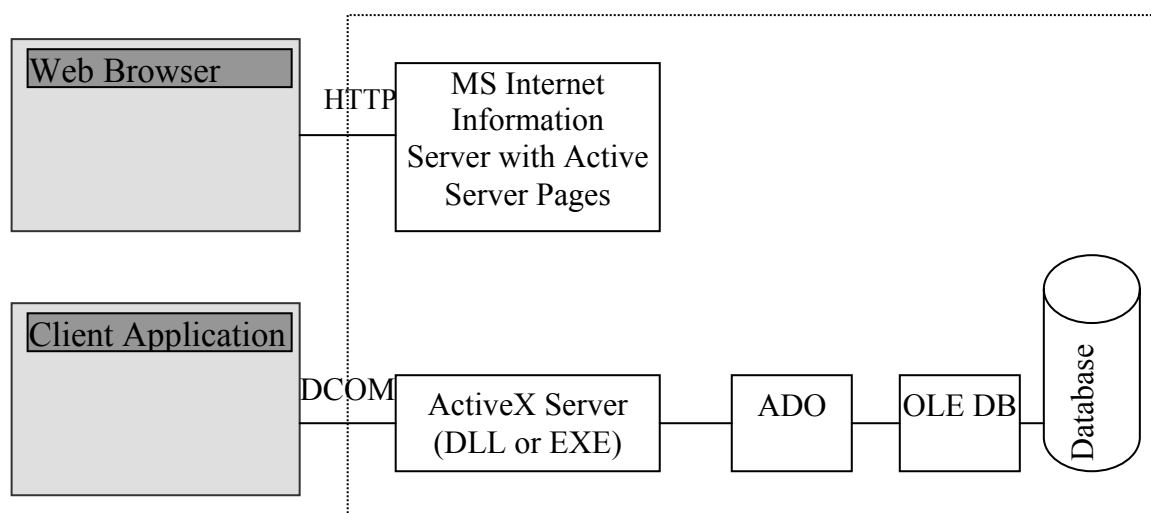 Web Browser
HTTP
MS Internet
Information
Server with Active
Server Pages
Client Application
DCOM
ActiveX Server
(DLL or EXE)
ADO
OLE DB
Database